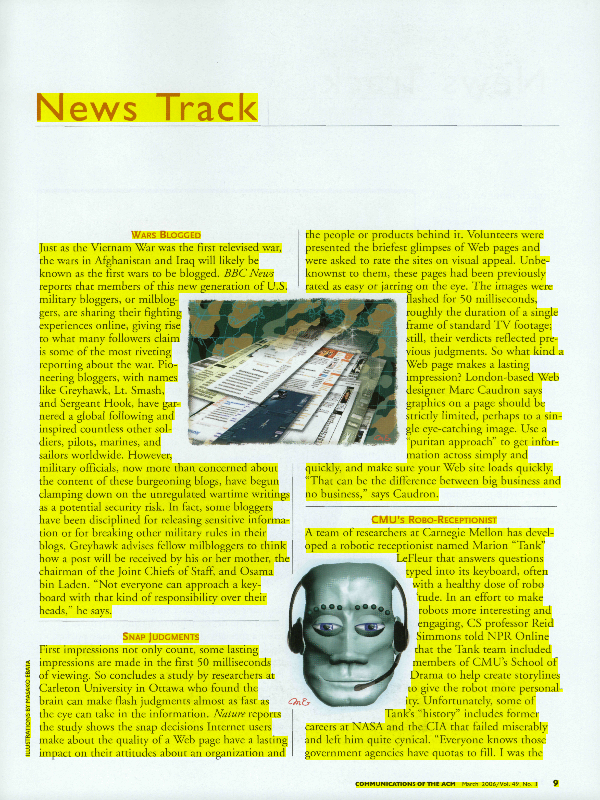 News Track
WARS BLOGGED
Just as the Vietnam War was the first televised war,
the wars in Afghanistan and Iraq will likely be
known as the first wars to be blogged. BBC News
reports that members of this new generation of U.S.
military bloggers, or milblog-
gers, are sharing their fighting
experiences online, giving rise
to what many followers claim
is some of the most riveting
reporting about the war. Pio-
neering bloggers, with names
like Greyhawk, Lt. Smash,
and Sergeant Hook, have gar-
nered a global following and
inspired countless other sol-
diers, pilots, marines, and
sailors worldwide. However,
military officials, now more than concerned about
the content of these burgeoning blogs, have begun
clamping down on the unregulated wartime writings
as a potential security risk. In fact, some bloggers
have been disciplined for releasing sensitive informa-
tion or for breaking other military rules in their
blogs. Greyhawk advises fellow milbloggers to think
how a post will be received by his or her mother, the
chairman of the Joint Chiefs of Staff, and Osama
bin Laden. “Not everyone can approach a key-
board with that kind of responsibility over their
heads,” he says.
SNAP JUDGMENTS
First impressions not only count, some lasting
impressions are made in the first 50 milliseconds
of viewing. So concludes a study by researchers at
Carleton University in Ottawa who found the
brain can make flash judgments almost as fast as
the eye can take in the information. Nature reports
the study shows the snap decisions Internet users
make about the quality of a Web page have a lasting
impact on their attitudes about an organization and
the people or products behind it. Volunteers were
presented the briefest glimpses of Web pages and
were asked to rate the sites on visual appeal. Unbe-
knownst to them, these pages had been previously
rated as easy or jarring on the eye. The images were
flashed for 50 milliseconds,
roughly the duration of a single
frame of standard TV footage;
still, their verdicts reflected pre-
vious judgments. So what kind a
Web page makes a lasting
impression? London-based Web
designer Marc Caudron says
graphics on a page should be
strictly limited, perhaps to a sin-
gle eye-catching image. Use a
“puritan approach” to get infor-
mation across simply and
quickly, and make sure your Web site loads quickly.
“That can be the difference between big business and
no business,” says Caudron.
CMU'S ROBO-RECEPTIONIST
A team of researchers at Carnegie Mellon has devel-
oped a robotic receptionist named Marion “Tank”
LeFleur that answers questions
typed into its keyboard, often
with a healthy dose of robo
tude. In an effort to make
robots more interesting and
engaging, CS professor Reid
Simmons told NPR Online
that the Tank team included
members of CMU's School of
Drama to help create storylines
to give the robot more personal-
ity. Unfortunately, some of
Tank's “history” includes former
careers at NASA and the CIA that failed miserably
and left him quite cynical. “Everyone knows those
government agencies have quotas to fill. I was the
ILLUSTRATIONS BY MASAKO EBATA
COMMUNICATIONS OF THE ACM March 2006/Vol. 49, No. 3 9